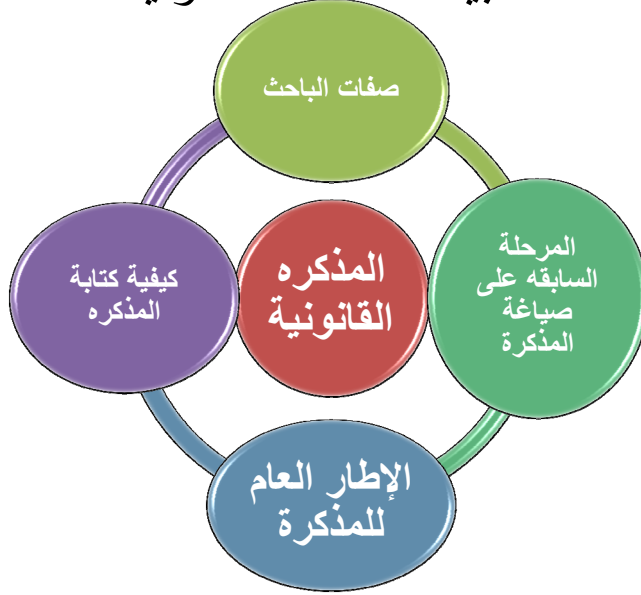 صفات الباحث
المرحلة
السابقه على
صياغة
المذكرة
المذكره
القانونية
كيفية كتابة
المذكره
الإطار العام
للمذكرة